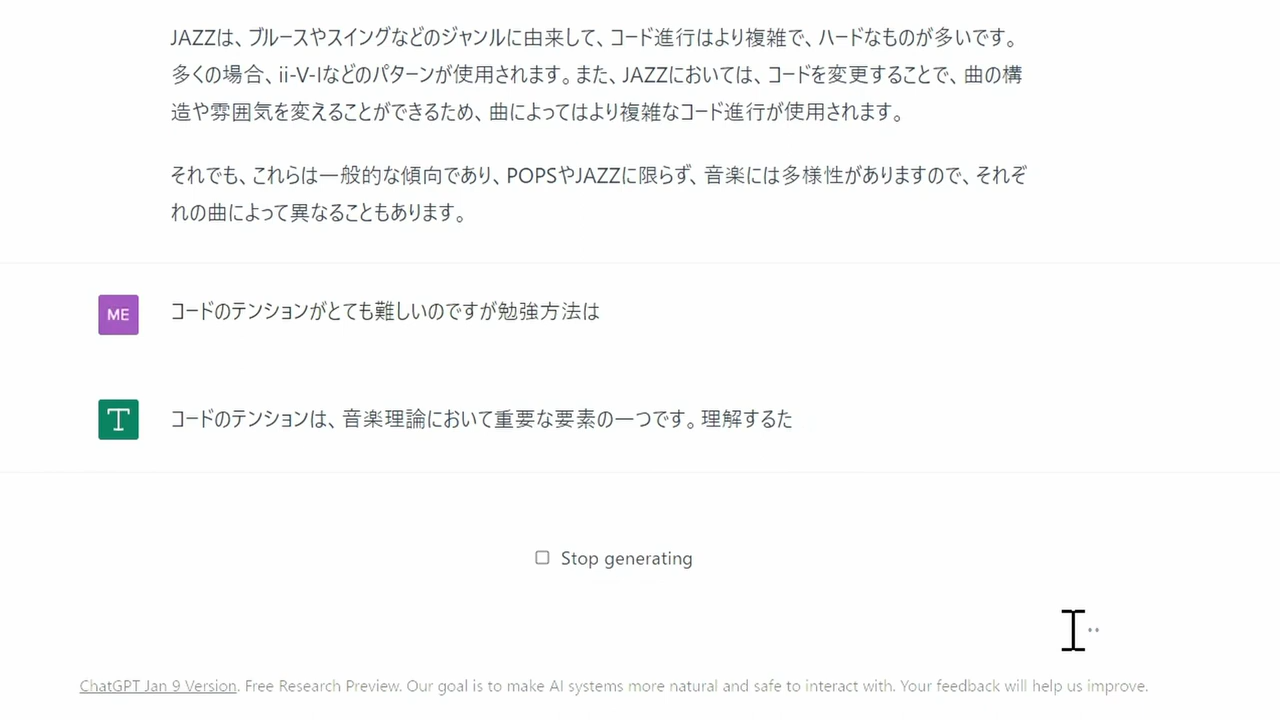 JAZZは、ブルースやスイングなどのジャンルに由来して、コード進行はより複雑で、ハードなものが多いです。
多くの場合、ii-V-Iなどのパターンが使用されます。また、JAZZにおいては、コードを変更することで、曲の構
造や雰囲気を変えることができるため、曲によってはより複雑なコード進行が使用されます。
それでも、これらは一般的な傾向であり、POPSやJAZZに限らず、音楽には多様性がありますので、それぞ
れの曲によって異なることもあります。
ME
コードのテンションがとても難しいのですが勉強方法は
コードのテンションは、音楽理論において重要な要素の一つです。理解するた
Stop generating
ChatGPT Jan 9 Version. Free Research Preview. Our goal is to make AI systems more natural and safe to interact with. Your feedback will help us improve.